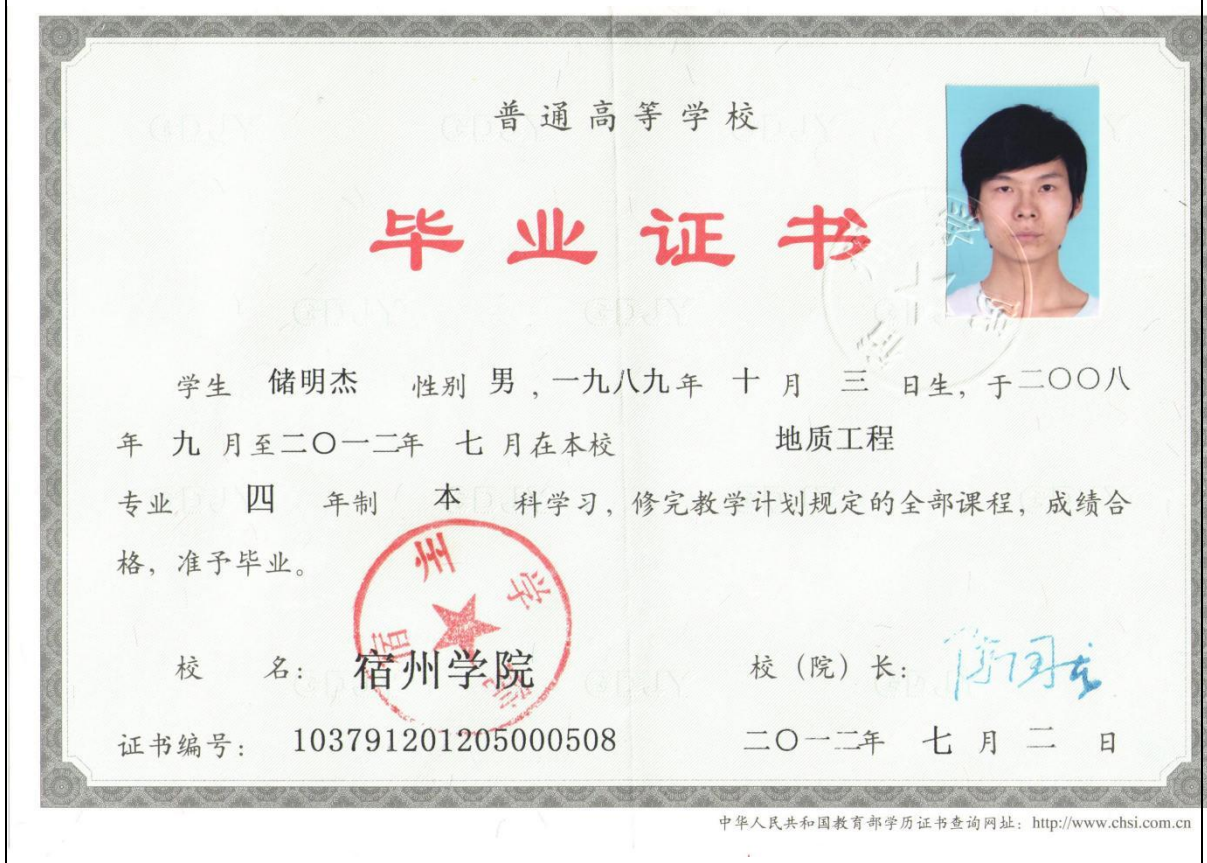 普通高等学校
毕业证书
学生 储明杰 性别 男,一九八九年 十 月 三 日生,于二〇〇八
年 九 月至二〇一二年 七 月在本校 地质工程
专业 四 年制 本 科学习,修完教学计划规定的全部课程,成绩合
格,准予毕业。
校 名:宿州学院 校(院)长:
宿州学院
证书编号: 103791201205000508 二〇一二年 七 月 二 日
中华人民共和国教育部学历证书查询网址:http://www.chsi.com.cn